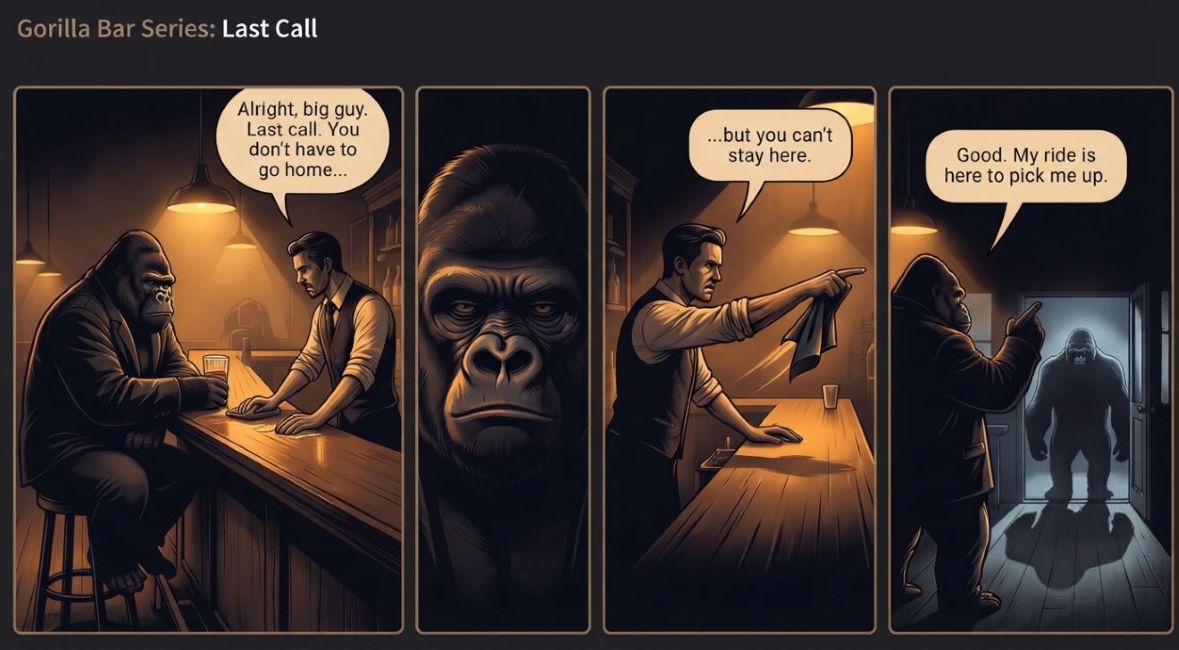 Gorilla Bar Series: Last Call
Alright, big guy.
Last call. You
don't have to
go home...
...but you can't
stay here.
Good. My ride is
here to pick me up.